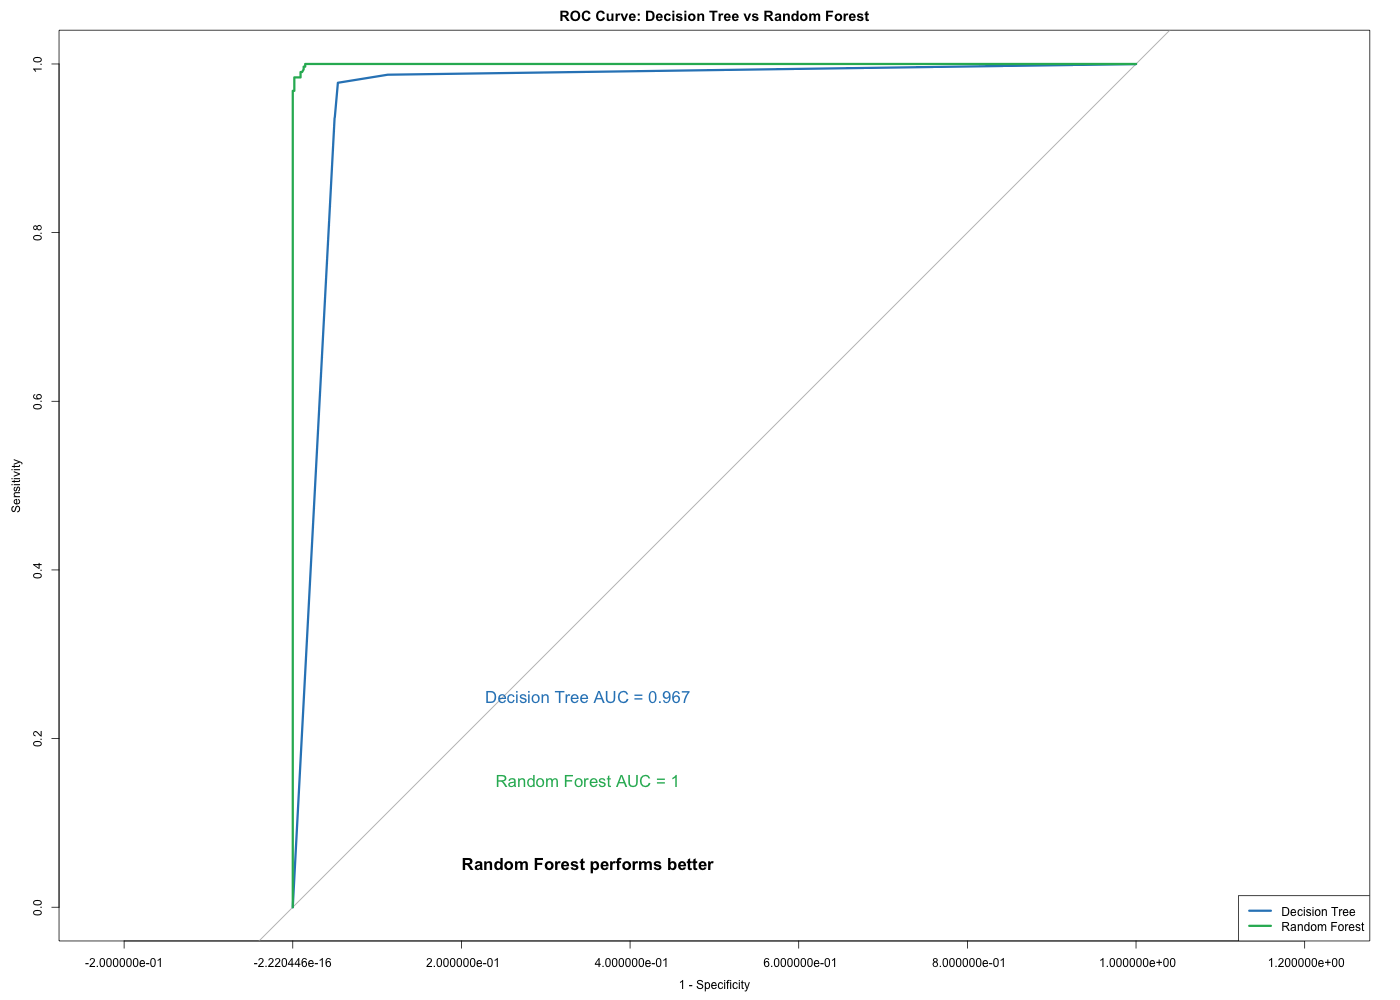 ROC Curve: Decision Tree vs Random Forest
1.0
0.8
0.6
0.4
0.2
0.0
Sensitivity
Decision Tree AUC = 0.967
Random Forest AUC = 1
Random Forest performs better
Decision Tree
Random Forest
-2.000000e-01
-2.220446e-16
2.000000e-01
4.000000e-01
6.000000e-01
8.000000e-01
1.000000e+00
1.200000e+00
1 - Specificity